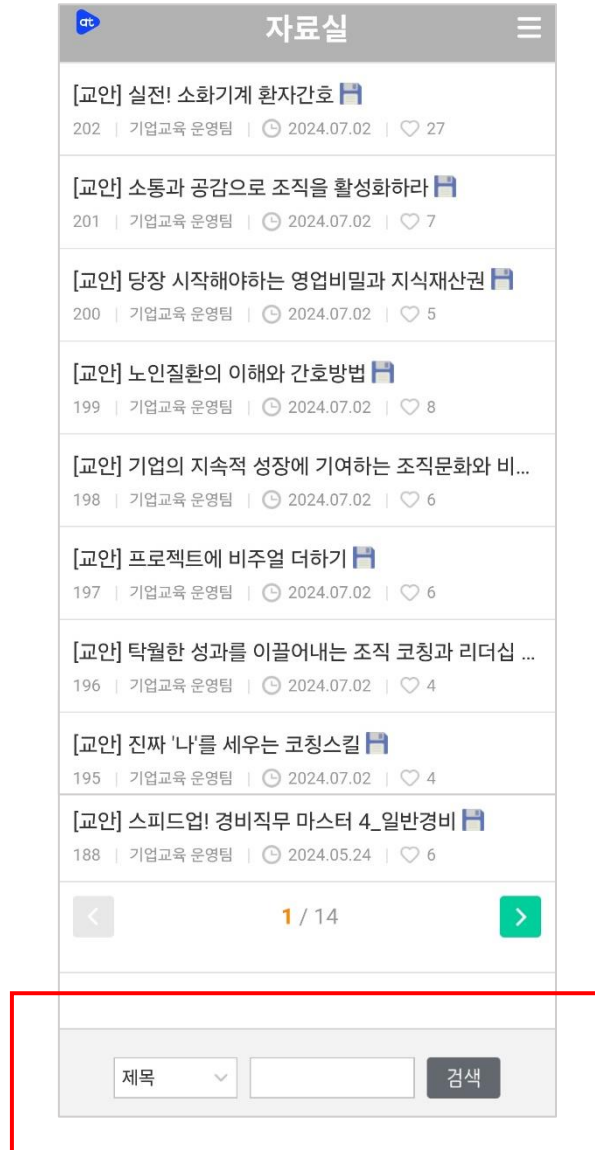 at
자료실
[교안] 실전! 소화기계 환자간호
202 | 기업교육 운영팀 | 2024.07.02 | 27
[교안] 소통과 공감으로 조직을 활성화하라
201 | 기업교육 운영팀 | 2024.07.02 | 7
[교안] 당장 시작해야하는 영업비밀과 지식재산권
200 | 기업교육 운영팀 | 2024.07.02 | 5
[교안] 노인질환의 이해와 간호방법
199 | 기업교육 운영팀 | 2024.07.02 | 8
[교안] 기업의 지속적 성장에 기여하는 조직문화와 비...
198 | 기업교육 운영팀 | 2024.07.02 | 6
[교안] 프로젝트에 비주얼 더하기
197 | 기업교육 운영팀 | 2024.07.02 | 6
[교안] 탁월한 성과를 이끌어내는 조직 코칭과 리더십 ...
196 | 기업교육 운영팀 | 2024.07.02 | 4
[교안] 진짜 '나'를 세우는 코칭스킬
195 | 기업교육 운영팀 | 2024.07.02 | 4
[교안] 스피드업! 경비직무 마스터 4_일반경비
188 | 기업교육 운영팀 | 2024.05.24 | 6
1 / 14
제목 검색